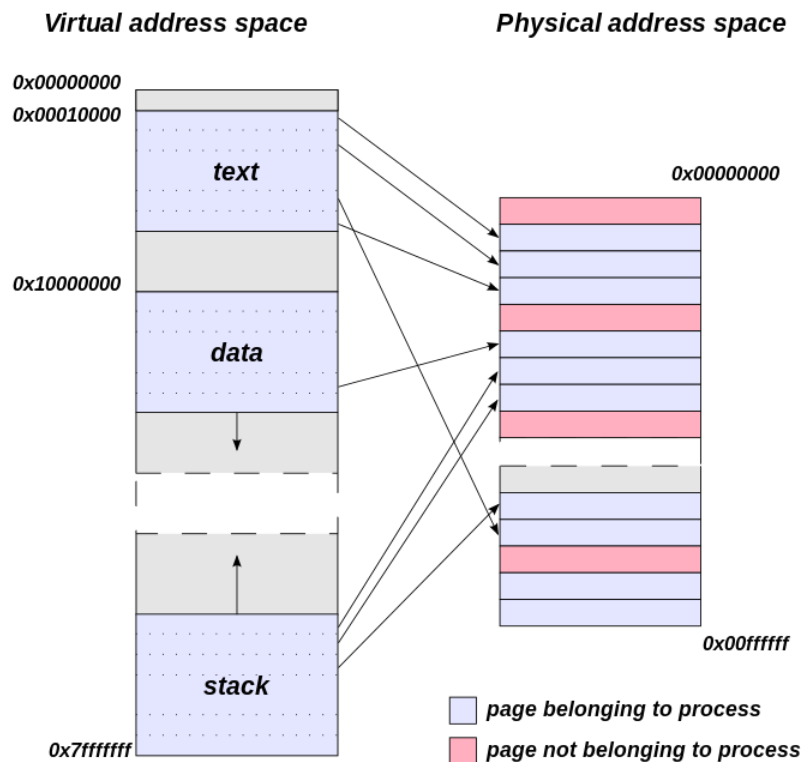 Virtual address space
Physical address space
0x00000000
0x00010000
text
0x00000000
0x10000000
data
0x00ffffff
stack
page belonging to process
0x7fffffff
page not belonging to process